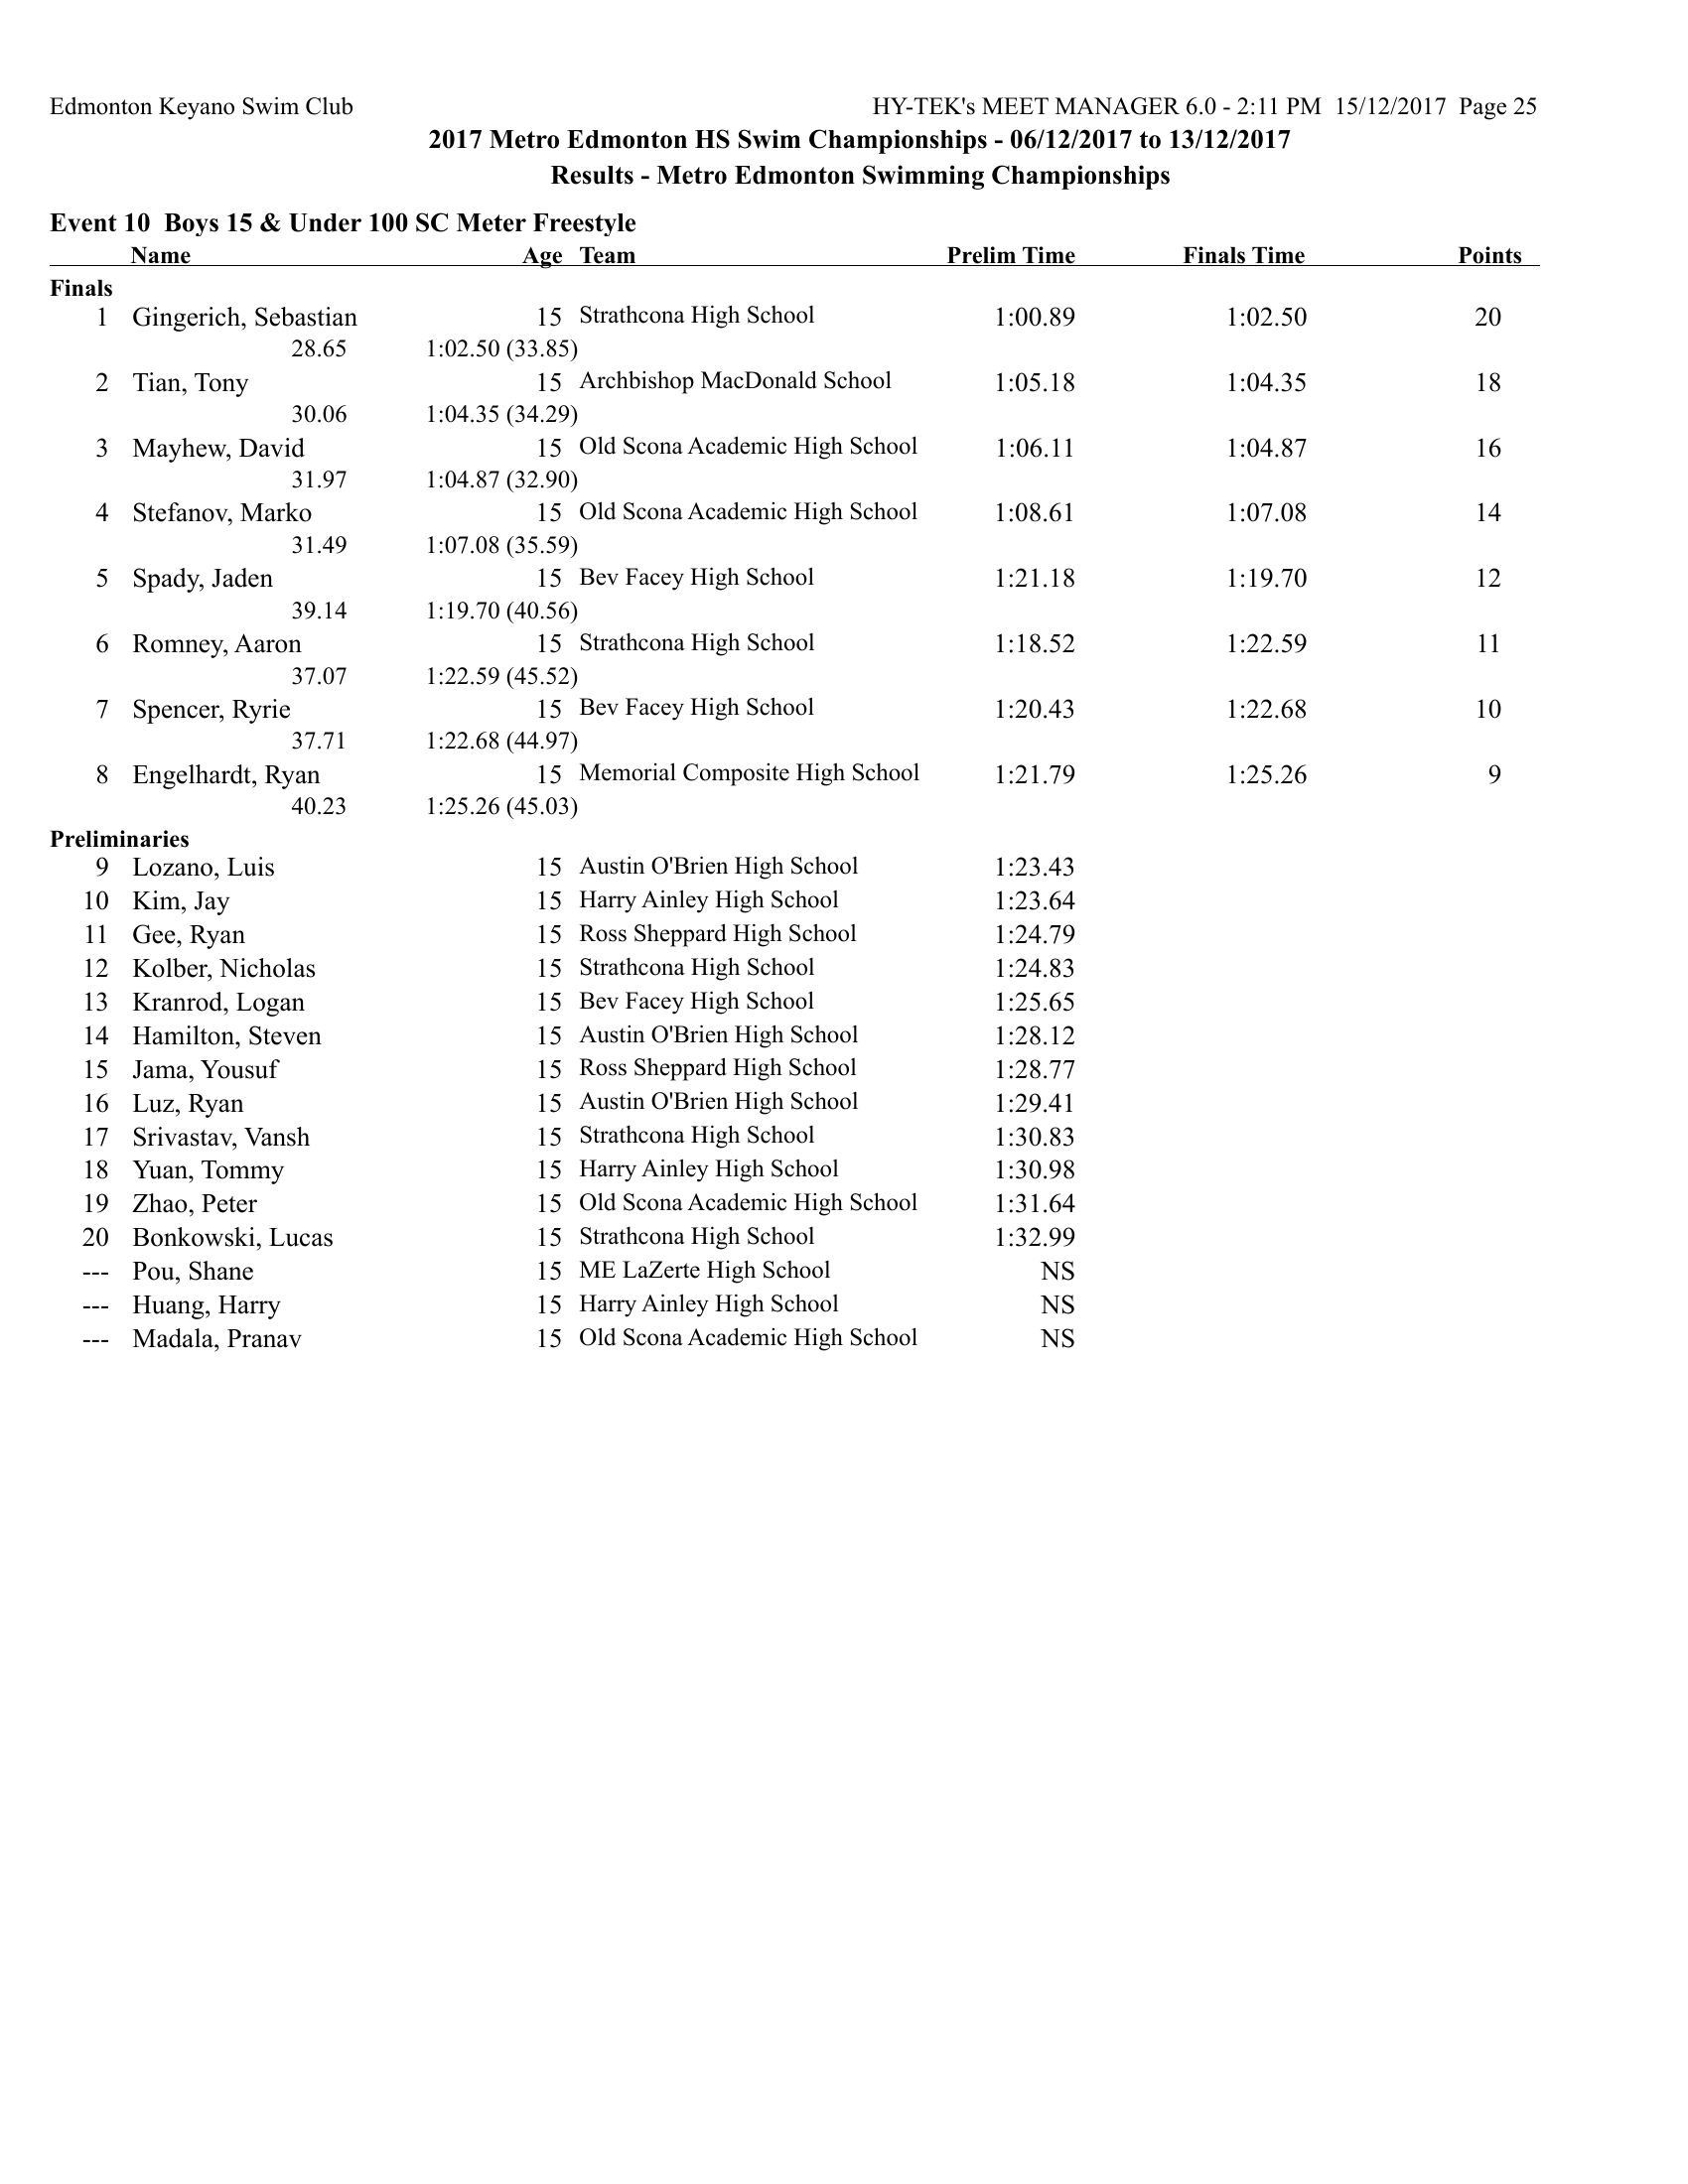 Edmonton Keyano Swim Club HY-TEK's MEET MANAGER 6.0 - 2:11 PM 15/12/2017 Page 25
2017 Metro Edmonton HS Swim Championships - 06/12/2017 to 13/12/2017
Results - Metro Edmonton Swimming Championships
Event 10 Boys 15 & Under 100 SC Meter Freestyle
Name Age Team Prelim Time Finals Time Points
Finals
1 Gingerich, Sebastian 15 Strathcona High School 1:00.89 1:02.50 20
28.65 1:02.50 (33.85)
2 Tian, Tony 15 Archbishop MacDonald School 1:05.18 1:04.35 18
30.06 1:04.35 (34.29)
3 Mayhew, David 15 Old Scona Academic High School 1:06.11 1:04.87 16
31.97 1:04.87 (32.90)
4 Stefanov, Marko 15 Old Scona Academic High School 1:08.61 1:07.08 14
31.49 1:07.08 (35.59)
5 Spady, Jaden 15 Bev Facey High School 1:21.18 1:19.70 12
39.14 1:19.70 (40.56)
6 Romney, Aaron 15 Strathcona High School 1:18.52 1:22.59 11
37.07 1:22.59 (45.52)
7 Spencer, Ryrie 15 Bev Facey High School 1:20.43 1:22.68 10
37.71 1:22.68 (44.97)
8 Engelhardt, Ryan 15 Memorial Composite High School 1:21.79 1:25.26 9
40.23 1:25.26 (45.03)
Preliminaries
9 Lozano, Luis 15 Austin O'Brien High School 1:23.43
10 Kim, Jay 15 Harry Ainley High School 1:23.64
11 Gee, Ryan 15 Ross Sheppard High School 1:24.79
12 Kolber, Nicholas 15 Strathcona High School 1:24.83
13 Kranrod, Logan 15 Bev Facey High School 1:25.65
14 Hamilton, Steven 15 Austin O'Brien High School 1:28.12
15 Jama, Yousuf 15 Ross Sheppard High School 1:28.77
16 Luz, Ryan 15 Austin O'Brien High School 1:29.41
17 Srivastav, Vansh 15 Strathcona High School 1:30.83
18 Yuan, Tommy 15 Harry Ainley High School 1:30.98
19 Zhao, Peter 15 Old Scona Academic High School 1:31.64
20 Bonkowski, Lucas 15 Strathcona High School 1:32.99
--- Pou, Shane 15 ME LaZerte High School NS
--- Huang, Harry 15 Harry Ainley High School NS
--- Madala, Pranav 15 Old Scona Academic High School NS